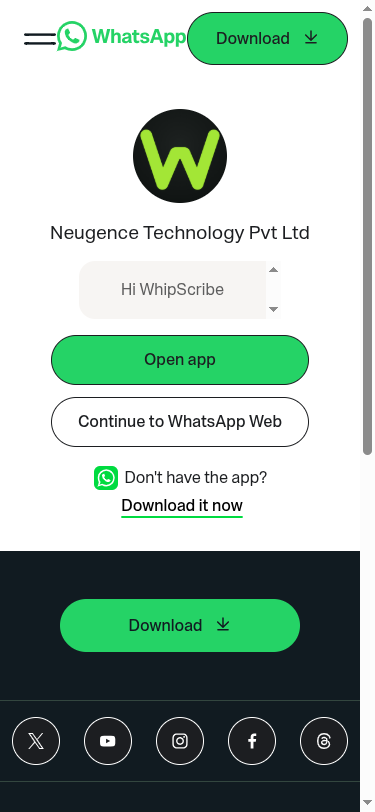 WhatsApp
Download
W
Neugence Technology Pvt Ltd
Hi WhipScribe
Open app
Continue to WhatsApp Web
Don't have the app?
Download it now
Download